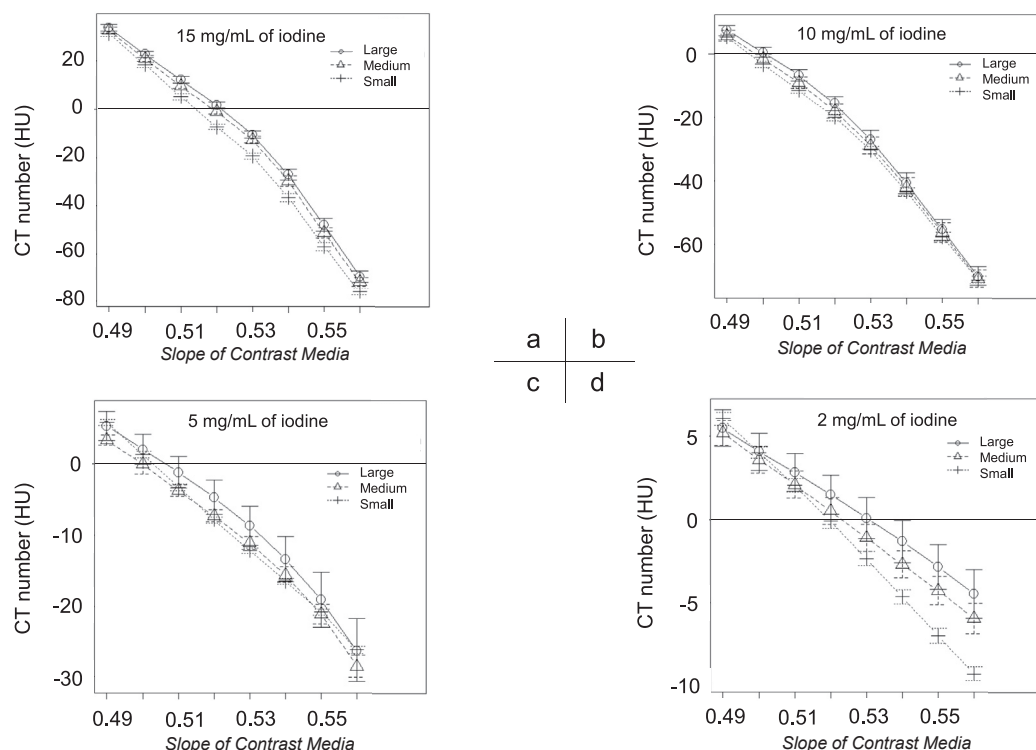 15 mg/mL of iodine
Large
Medium
Small
CT number (HU)
20
0
-20
-40
-60
-80
0.49
0.51
0.53
0.55
Slope of Contrast Media
10 mg/mL of iodine
Large
Medium
Small
CT number (HU)
0
-20
-40
-60
0.49
0.51
0.53
0.55
Slope of Contrast Media
a b
c d
5 mg/mL of iodine
Large
Medium
Small
CT number (HU)
0
-10
-20
-30
0.49
0.51
0.53
0.55
Slope of Contrast Media
2 mg/mL of iodine
Large
Medium
Small
CT number (HU)
5
0
-5
-10
0.49
0.51
0.53
0.55
Slope of Contrast Media